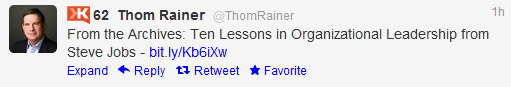 K 62 Thom Rainer @ThomRainer 1h
From the Archives: Ten Lessons in Organizational Leadership from
Steve Jobs - bit.ly/Kb6iXw
Expand Reply Retweet Favorite